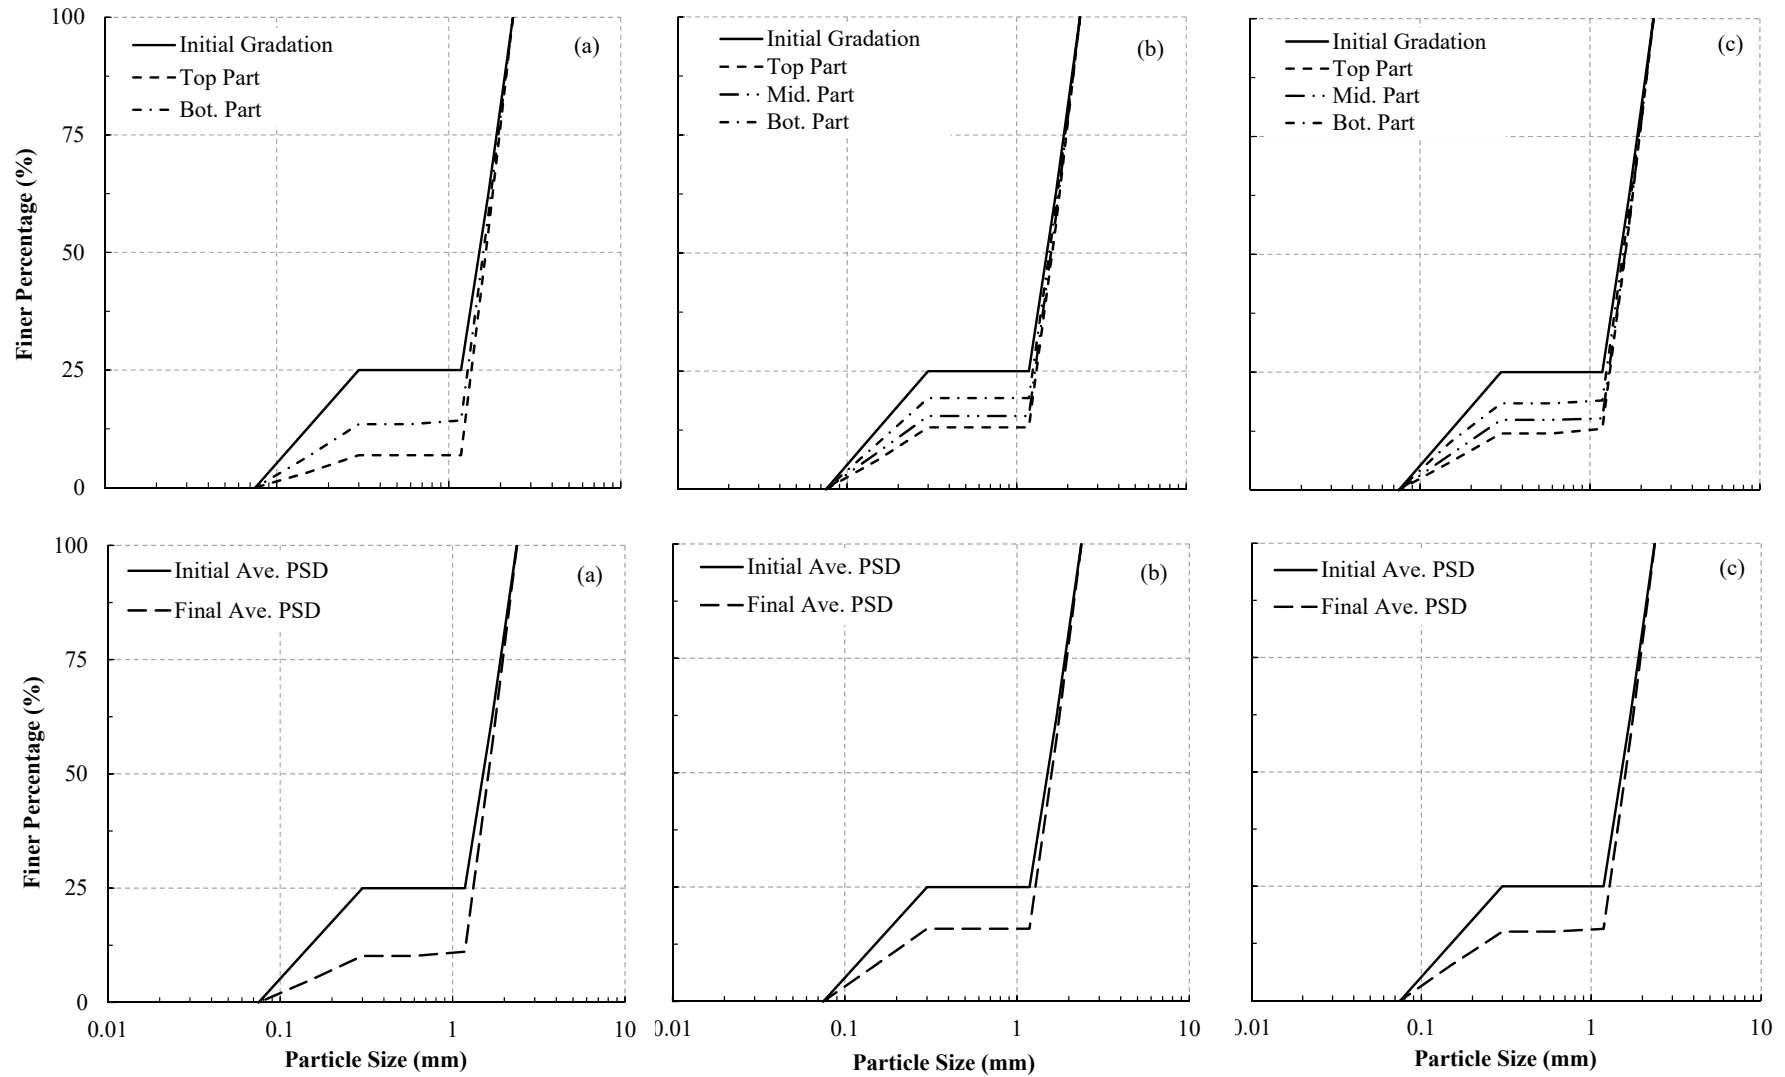 100
75
50
25
0
Finer Percentage (%)
Initial Gradation
Top Part
Bot. Part
(a)
Initial Gradation
Top Part
Mid. Part
Bot. Part
(b)
Initial Gradation
Top Part
Mid. Part
Bot. Part
(c)
100
75
50
25
0
Finer Percentage (%)
Initial Ave. PSD
Final Ave. PSD
(a)
0.01 0.1 1 10
Particle Size (mm)
Initial Ave. PSD
Final Ave. PSD
(b)
0.01 0.1 1 10
Particle Size (mm)
Initial Ave. PSD
Final Ave. PSD
(c)
0.01 0.1 1 10
Particle Size (mm)